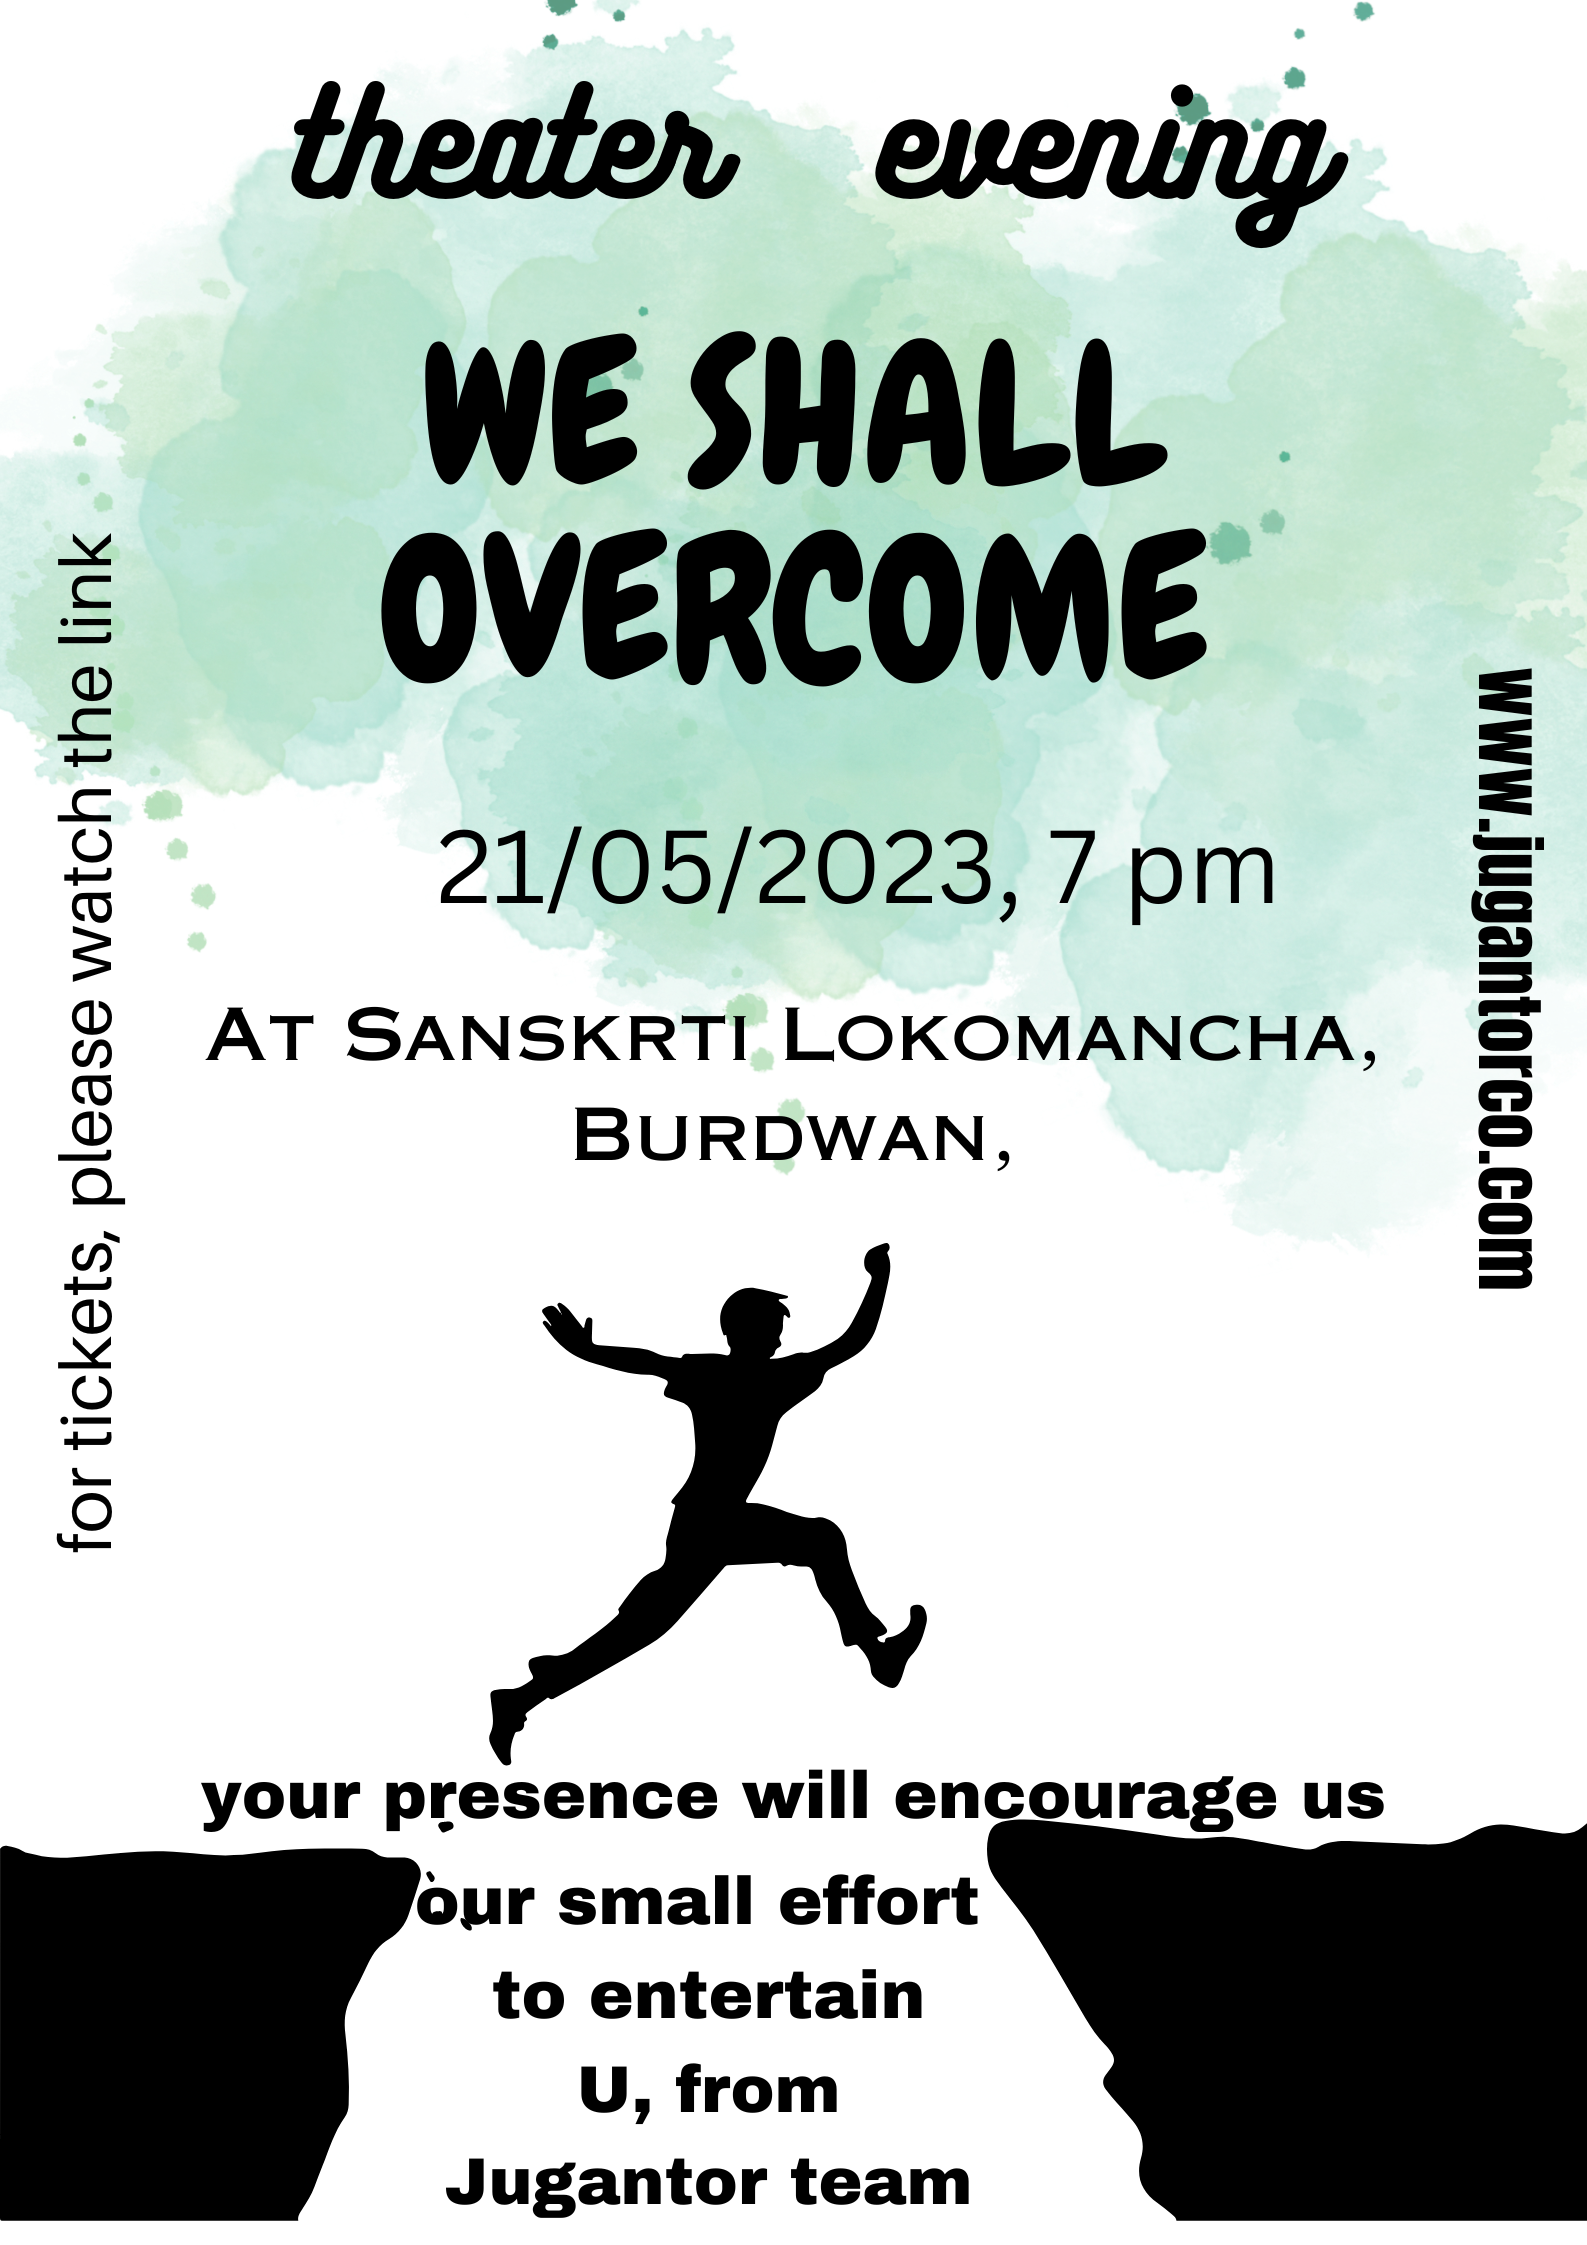 theater evening
WE SHALL
OVERCOME
21/05/2023, 7 pm
At Sanskrti Lokomancha,
Burdwan,
for tickets, please watch the link
www.jugantorco.com
your presence will encourage us
our small effort
to entertain
U, from
Jugantor team